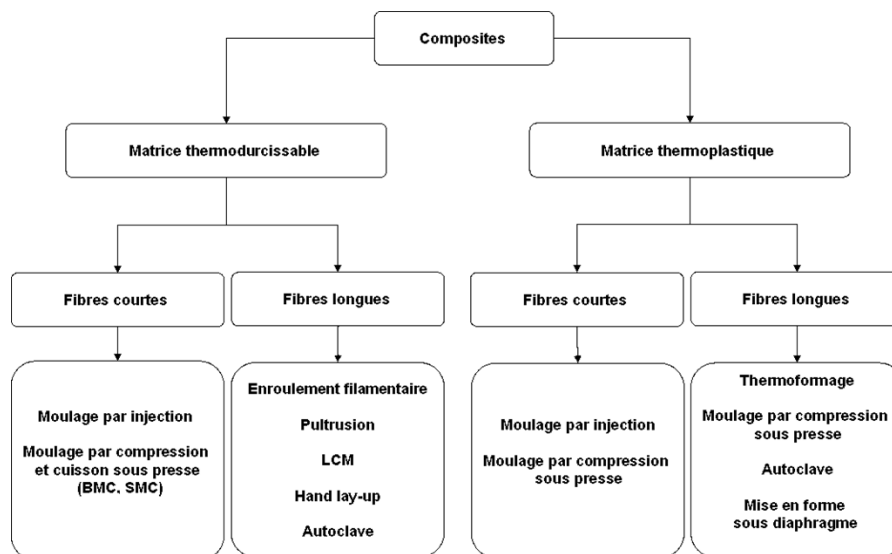 Composites
Matrice thermodurcissable
Matrice thermoplastique
Fibres courtes
Fibres longues
Fibres courtes
Fibres longues
Moulage par injection
Moulage par compression
et cuisson sous presse
(BMC, SMC)
Enroulement filamentaire
Pultrusion
LCM
Hand lay-up
Autoclave
Moulage par injection
Moulage par compression
sous presse
Thermoformage
Moulage par compression
sous presse
Autoclave
Mise en forme
sous diaphragme